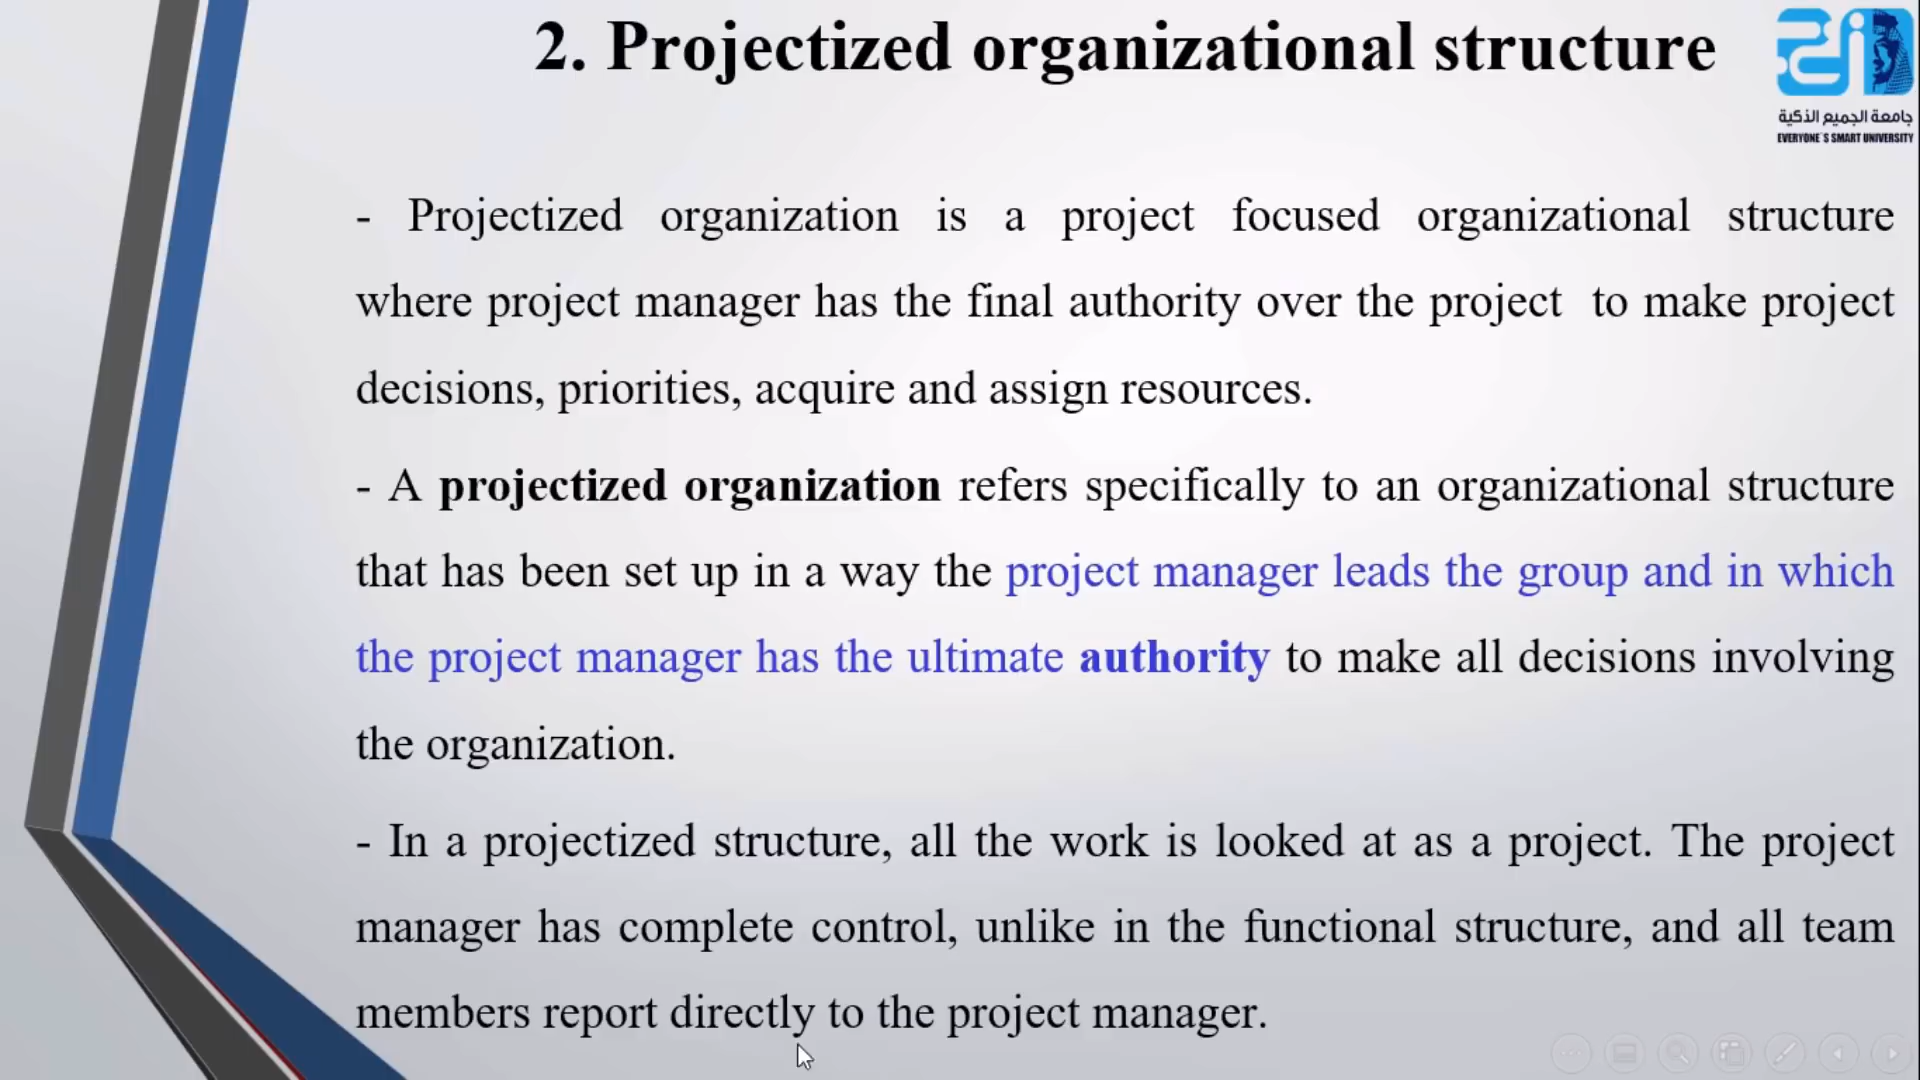 2. Projectized organizational structure
جامعة الجميع الذكية
EVERYONE'S SMART UNIVERSITY
- Projectized organization is a project focused organizational structure
where project manager has the final authority over the project to make project
decisions, priorities, acquire and assign resources.
- A projectized organization refers specifically to an organizational structure
that has been set up in a way the project manager leads the group and in which
the project manager has the ultimate authority to make all decisions involving
the organization.
- In a projectized structure, all the work is looked at as a project. The project
manager has complete control, unlike in the functional structure, and all team
members report directly to the project manager.